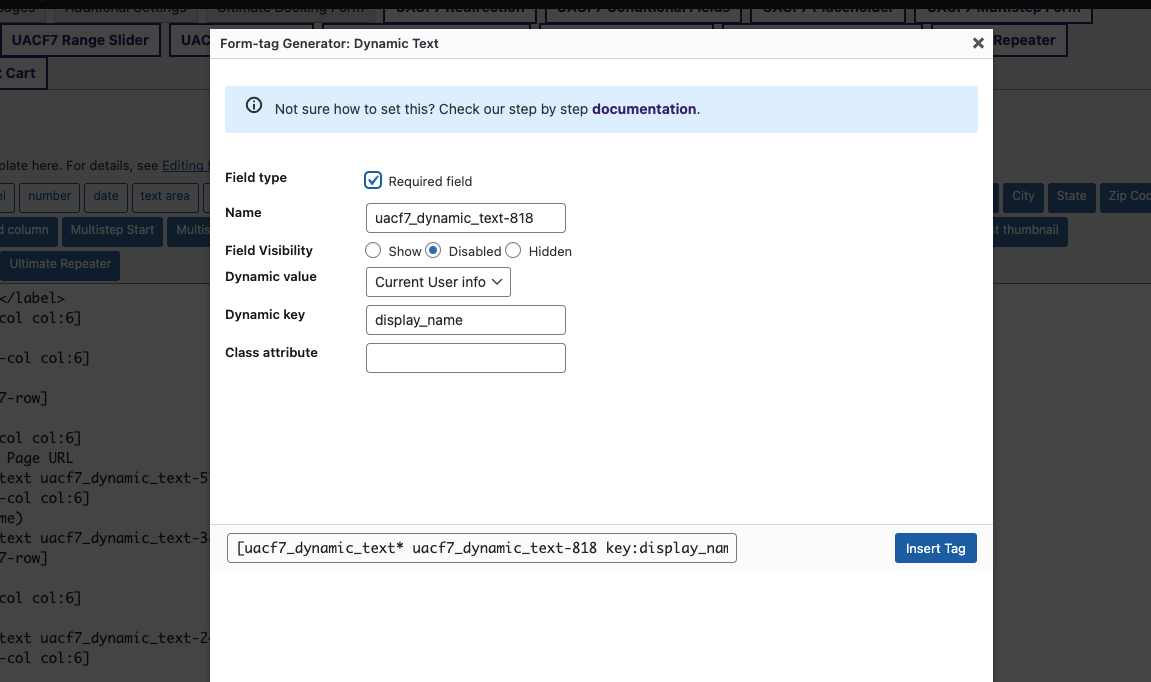 Additional Settings
Ultimate Booking Form
UACF7 Redirection
UACF7 Conditional Fields
UACF7 Placeholder
UACF7 Multistep Form
UACF7 Range Slider
Repeater
Cart
Form-tag Generator: Dynamic Text
Not sure how to set this? Check our step by step documentation.
plate here. For details, see Editing
number
date
text area
City
State
Zip Co
d column
Multistep Start
Multis
st thumbnail
Ultimate Repeater
Field type
Required field
Name
uacf7_dynamic_text-818
Field Visibility
Show
Disabled
Hidden
Dynamic value
Current User info
Dynamic key
display_name
Class attribute
</label>
col col:6]
-col col:6]
7-row]
col col:6]
Page URL
text uacf7_dynamic_text-5
-col col:6]
me)
text uacf7_dynamic_text-3
7-row]
col col:6]
text uacf7_dynamic_text-2
-col col:6]
[uacf7_dynamic_text* uacf7_dynamic_text-818 key:display_nam
Insert Tag